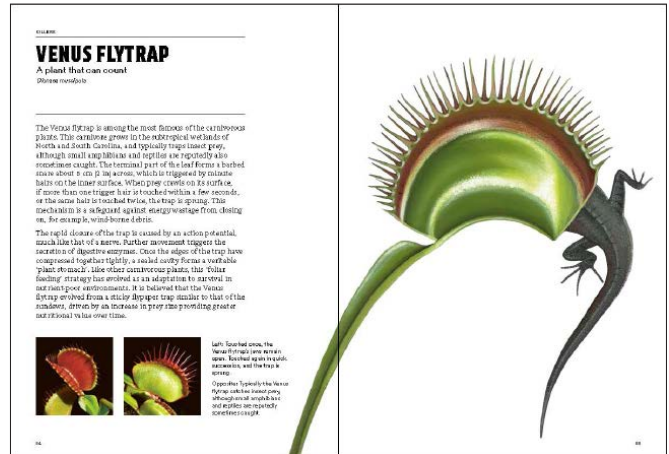 VENUS FLYTRAP
A plant that can count
Dionaea muscipula
The Venus flytrap is among the most famous of the carnivorous
plants. This carnivore grows in the subtropical wetlands of
North and South Carolina, and typically traps insect prey,
although small amphibians and reptiles are reputedly also
sometimes caught. The terminal part of the leaf forms a barbed
snare about 5 cm (2 in) across, which is triggered by minute
hairs on the inner surface. When prey crawls on its surface,
if more than one trigger hair is touched within a few seconds,
or the same hair is touched twice, the trap is sprung. This
mechanism is a safeguard against energy wastage from closing
on, for example, wind-borne debris.
The rapid closure of the trap is caused by an action potential,
much like that of a nerve. Further movement triggers the
secretion of digestive enzymes. Once the edges of the trap have
compressed together tightly, a sealed cavity forms a veritable
'plant stomach'. Like other carnivorous plants, this 'foliar
feeding' strategy has evolved as an adaptation to survival in
nutrient-poor environments. It is believed that the Venus
flytrap evolved from a sticky flypaper trap similar to that of the
sundews, driven by an increase in prey size providing greater
nutritional value over time.
Left: Touched once, the
Venus flytrap's jaws remain
open. Touched again in quick
succession, and the trap is
sprung.
Opposite: Typically the Venus
flytrap catches insect prey,
although small amphibians
and reptiles are reputedly
sometimes caught.